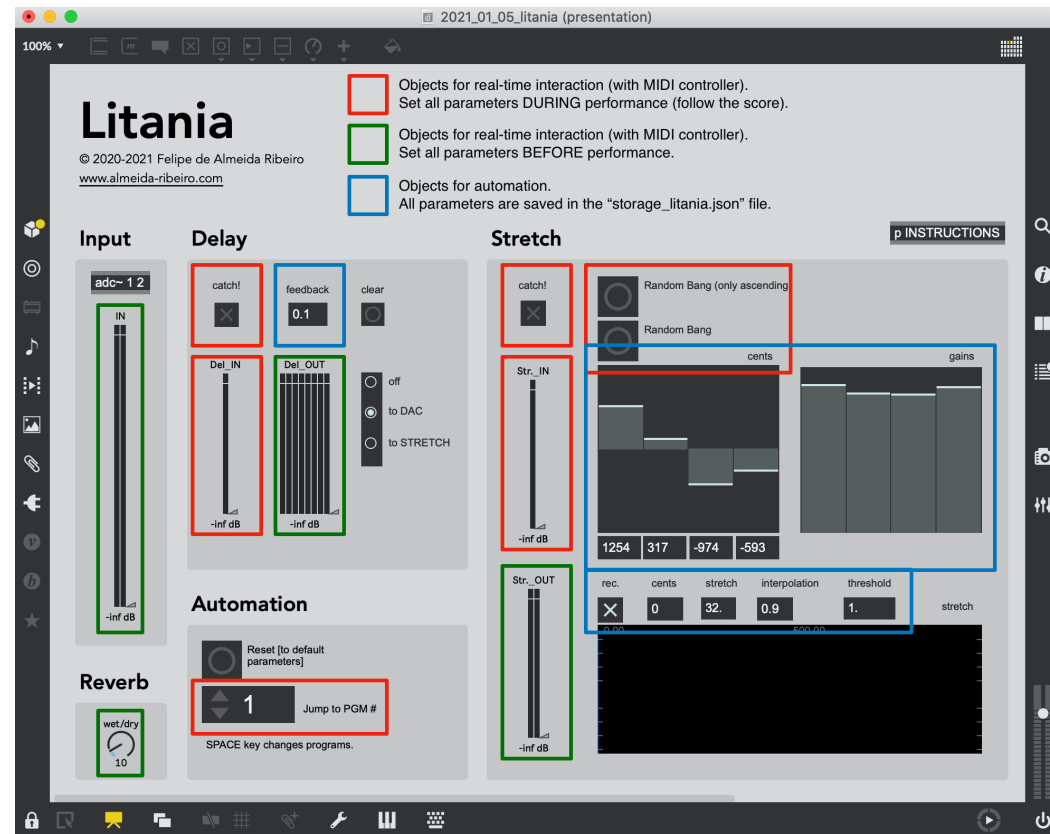 2021_01_05_litania (presentation)
100%
Litania
© 2020-2021 Felipe de Almeida Ribeiro
www.almeida-ribeiro.com
Objects for real-time interaction (with MIDI controller).
Set all parameters DURING performance (follow the score).
Objects for real-time interaction (with MIDI controller).
Set all parameters BEFORE performance.
Objects for automation.
All parameters are saved in the “storage_litania.json” file.
p INSTRUCTIONS
Input
adc~ 1 2
IN
-inf dB
Reverb
wet/dry
10
Delay
catch!
feedback
0.1
clear
Del_IN
-inf dB
Del_OUT
-inf dB
off
to DAC
to STRETCH
Automation
Reset [to default
parameters]
1
Jump to PGM #
SPACE key changes programs.
Stretch
catch!
Random Bang (only ascending
Random Bang
Str._IN
-inf dB
cents
gains
1254 317 -974 -593
Str._OUT
-inf dB
rec. cents stretch interpolation threshold
0 32. 0.9 1.
stretch
0.00 500.00